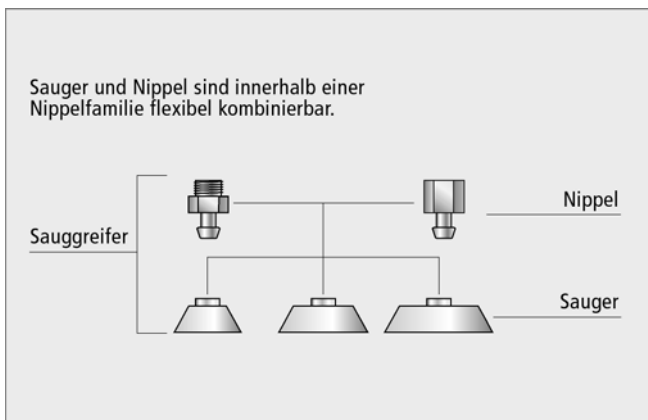 Sauger und Nippel sind innerhalb einer
Nippelfamilie flexibel kombinierbar.
Nippel
Sauggreifer
Sauger